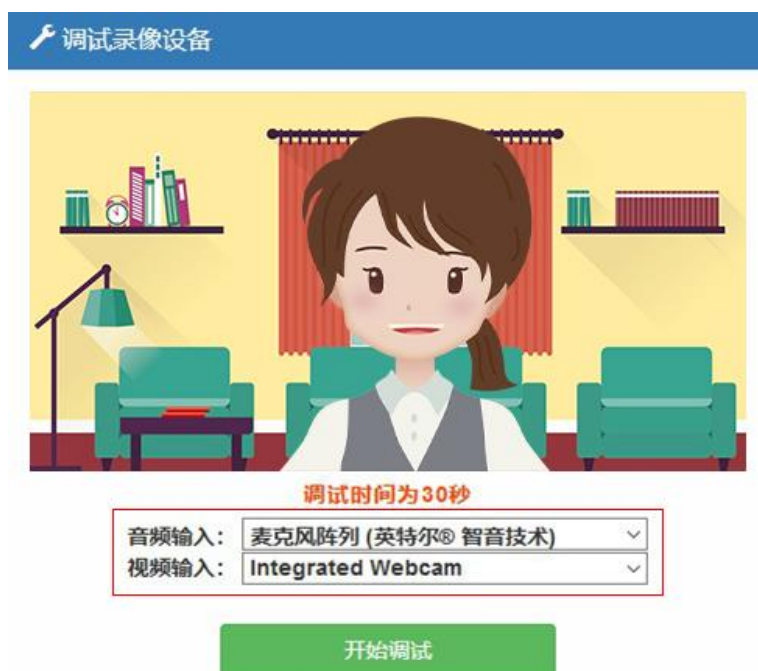 调试录像设备
调试时间为30秒
音频输入： 麦克风阵列 (英特尔® 智音技术)
视频输入： Integrated Webcam
开始调试